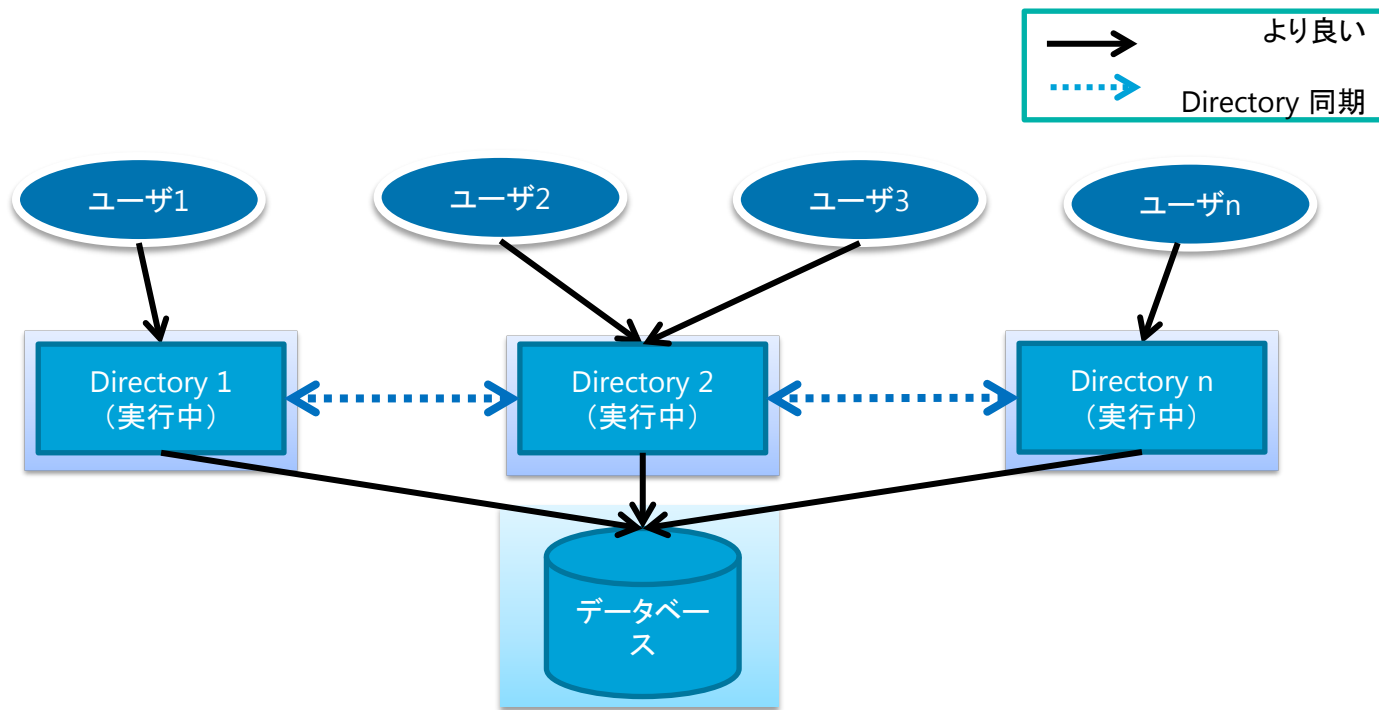 より良い
Directory 同期
ユーザ1
ユーザ2
ユーザ3
ユーザn
Directory 1
（実行中）
Directory 2
（実行中）
Directory n
（実行中）
データベー
ス